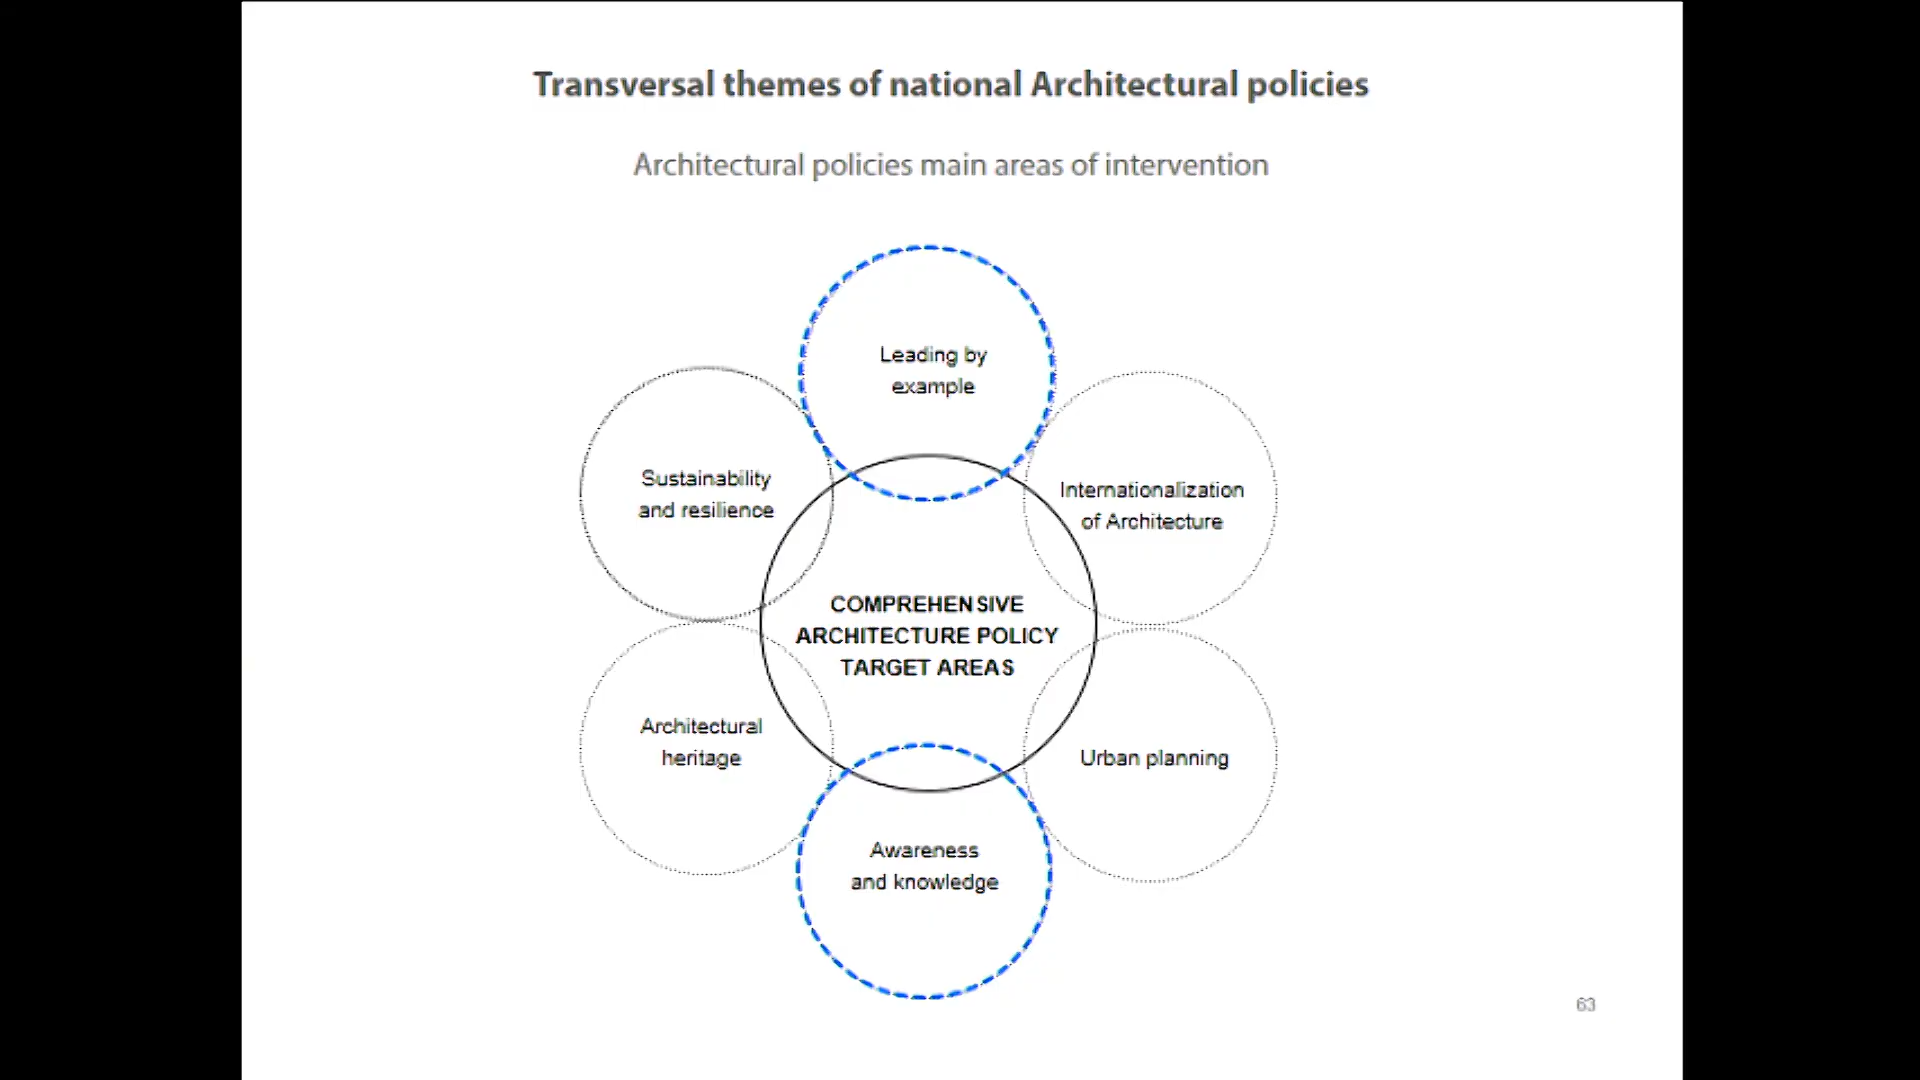 Transversal themes of national Architectural policies
Architectural policies main areas of intervention
Leading by
example
Sustainability
and resilience
Internationalization
of Architecture
COMPREHENSIVE
ARCHITECTURE POLICY
TARGET AREAS
Architectural
heritage
Urban planning
Awareness
and knowledge
63